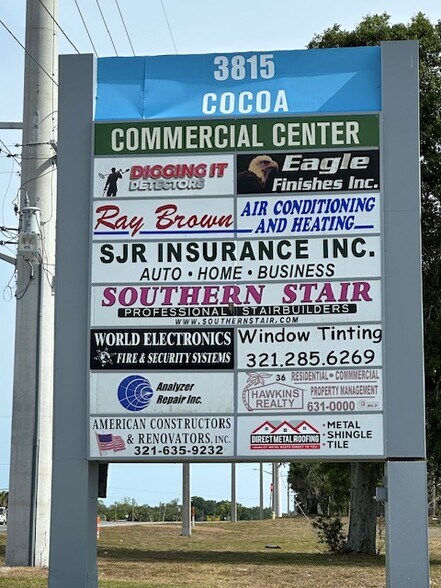 3815
COCOA
COMMERCIAL CENTER
DIGGING IT
DETECTORS
Eagle
Finishes Inc.
Ray Brown
AIR CONDITIONING
AND HEATING
SJR INSURANCE INC.
AUTO • HOME • BUSINESS
SOUTHERN STAIR
PROFESSIONAL STAIRBUILDERS
WWW.SOUTHERNSTAIR.COM
WORLD ELECTRONICS
FIRE & SECURITY SYSTEMS
Window Tinting
321.285.6269
Analyzer
Repair Inc.
36 RESIDENTIAL - COMMERCIAL
HAWKINS
REALTY
PROPERTY MANAGEMENT
631-0000
AMERICAN CONSTRUCTORS
& RENOVATORS, INC.
321-635-9232
DIRECT METAL ROOFING
• METAL
• SHINGLE
• TILE